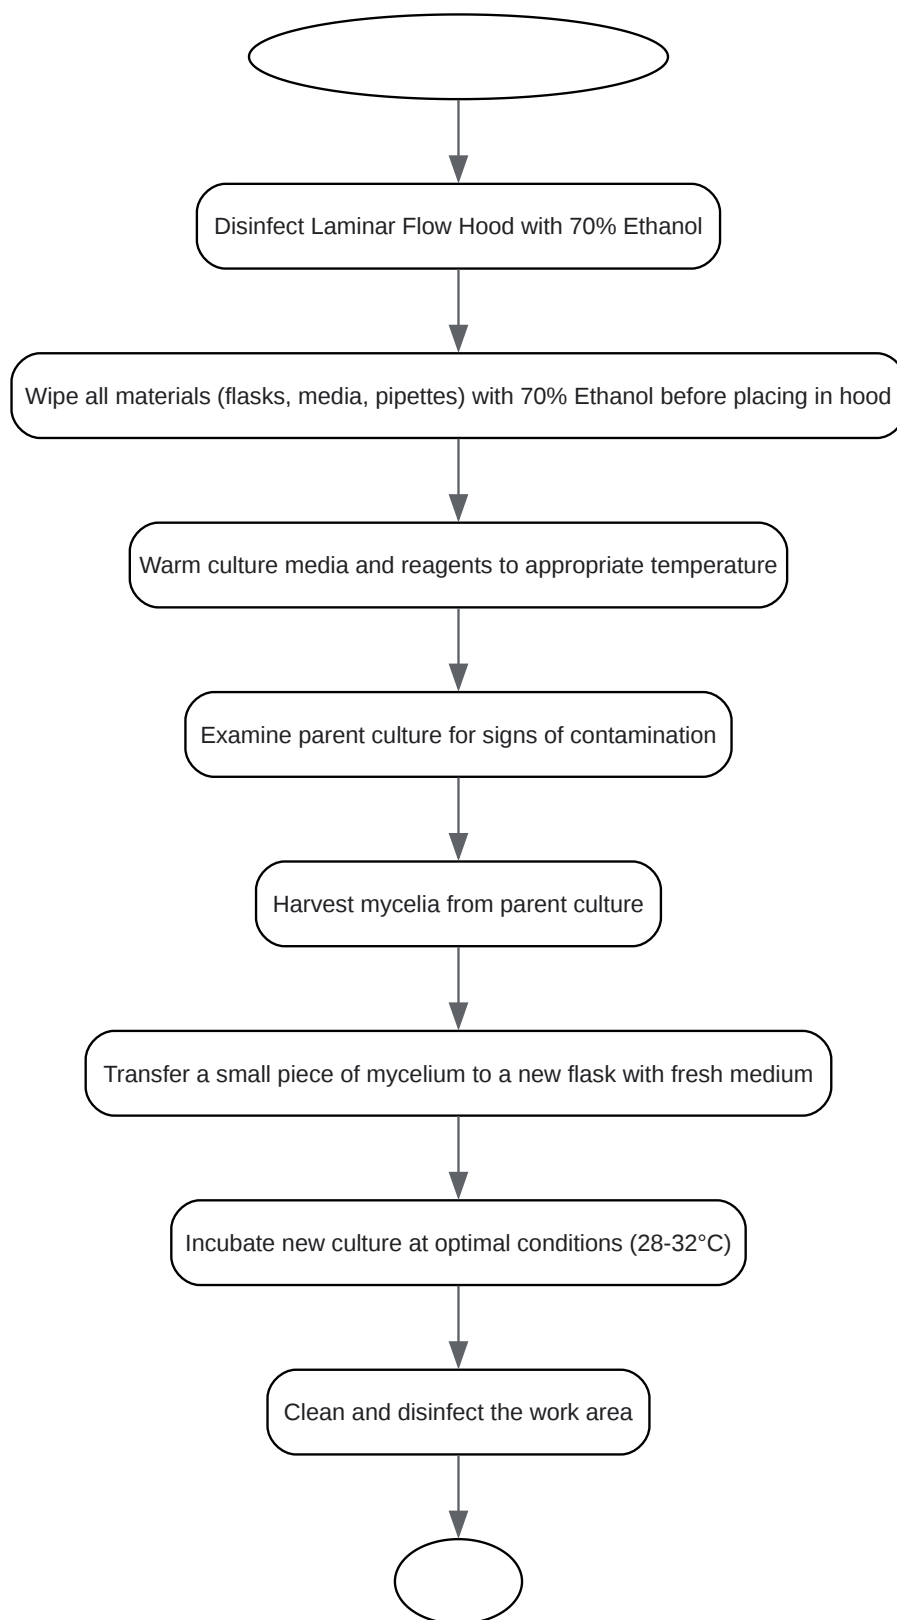 Disinfect Laminar Flow Hood with 70% Ethanol
Wipe all materials (flasks, media, pipettes) with 70% Ethanol before placing in hood
Warm culture media and reagents to appropriate temperature
Examine parent culture for signs of contamination
Harvest mycelia from parent culture
Transfer a small piece of mycelium to a new flask with fresh medium
Incubate new culture at optimal conditions (28-32°C)
Clean and disinfect the work area